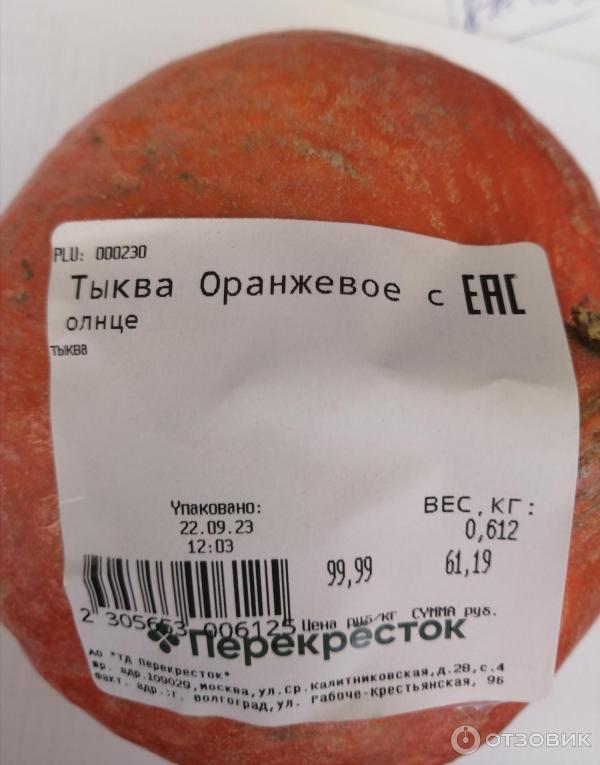 PLU: 000230
Тыква Оранжевое с
олнце
EAC
тыква
Упаковано:
22.09.23
12:03
ВЕС,КГ:
0,612
99,99
61,19
2 305653 006125
Цена руб/кг СУММА руб.
Перекресток
АО "ТД Перекресток"
юр. адр.109029,Москва,ул.Ср.Калитниковская,д.28,с.4
Факт. адр.:г. Волгоград,ул. Рабоче-Крестьянская, 9Б
ОТЗОВИК